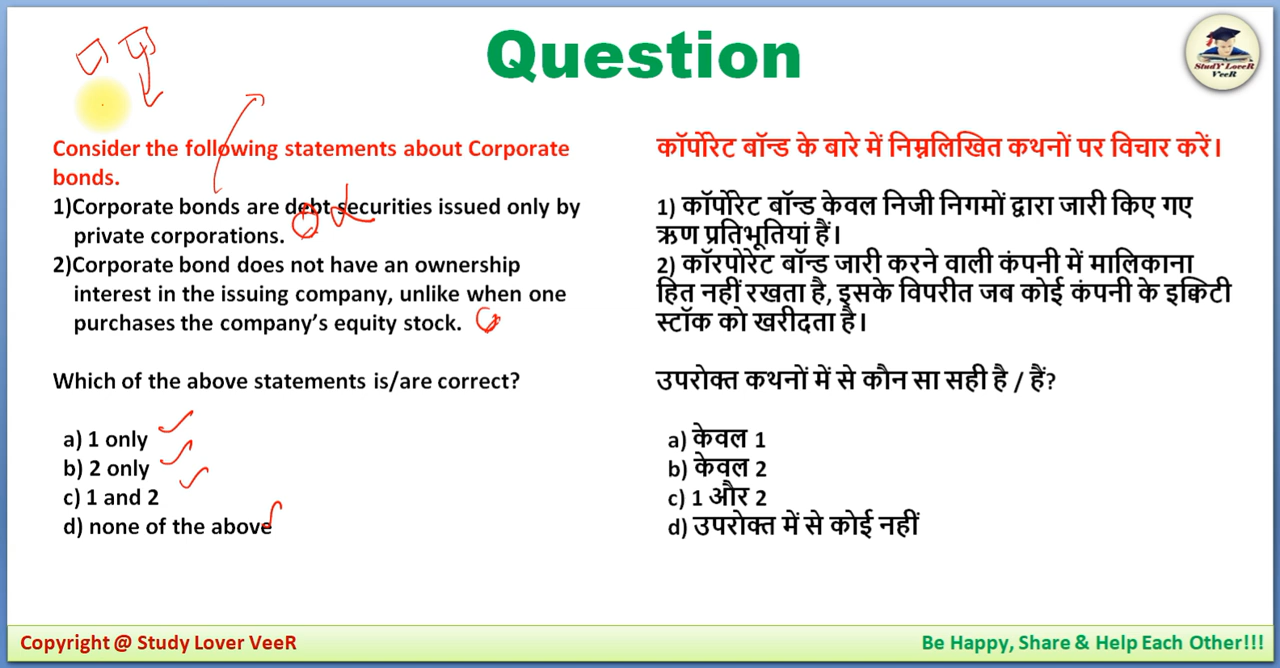 Question
StudY LoveR
VeeR
Consider the following statements about Corporate
bonds.
1)Corporate bonds are debt securities issued only by
private corporations.
2)Corporate bond does not have an ownership
interest in the issuing company, unlike when one
purchases the company's equity stock.
Which of the above statements is/are correct?
a) 1 only
b) 2 only
c) 1 and 2
d) none of the above
कॉर्पोरेट बॉन्ड के बारे में निम्नलिखित कथनों पर विचार करें।
1) कॉर्पोरेट बॉन्ड केवल निजी निगमों द्वारा जारी किए गए
ऋण प्रतिभूतियां हैं।
2) कॉरपोरेट बॉन्ड जारी करने वाली कंपनी में मालिकाना
हित नहीं रखता है, इसके विपरीत जब कोई कंपनी के इक्विटी
स्टॉक को खरीदता है।
उपरोक्त कथनों में से कौन सा सही है / हैं?
a) केवल 1
b) केवल 2
c) 1 और 2
d) उपरोक्त में से कोई नहीं
Copyright @ Study Lover VeeR
Be Happy, Share & Help Each Other!!!